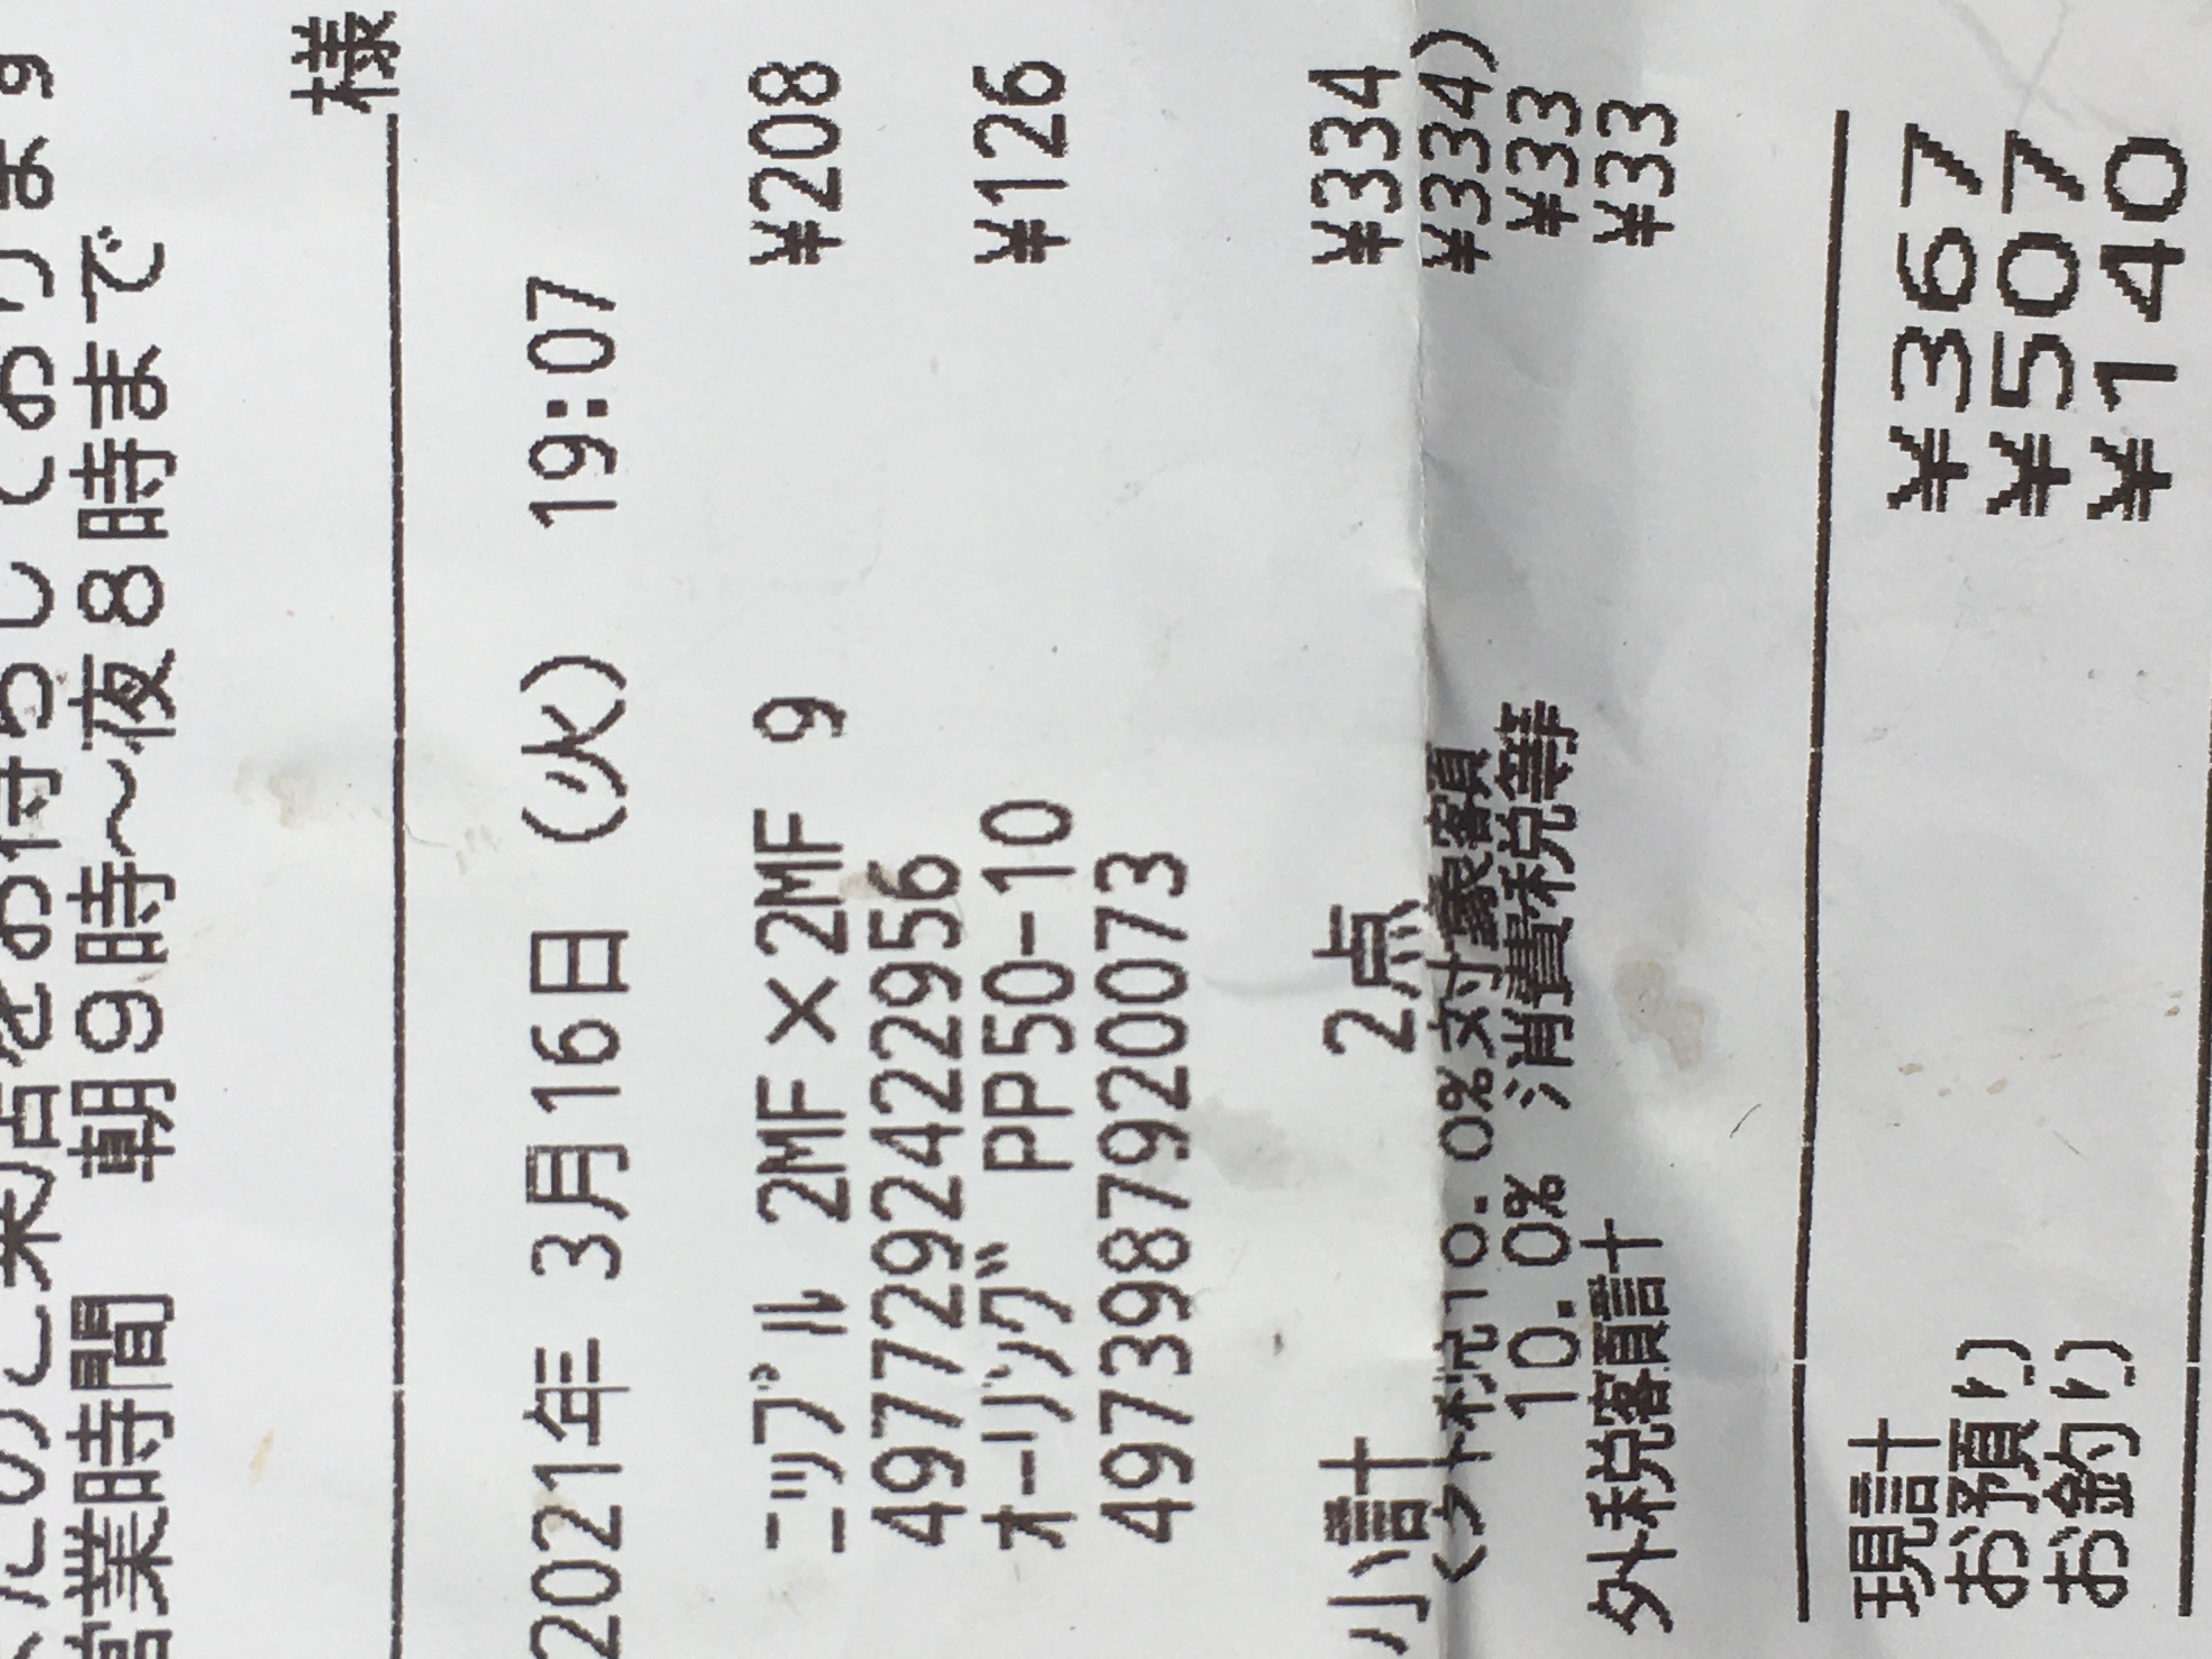 営業時間 朝9時~夜8時まで
様
2021年 3月16日(火) 19:07
ニップル 2MF×2MF 9 ¥208
4977292422956
オーリング PP50-10 ¥126
4973987920073
小計 2点 ¥334
(外税10.0%対象額 ¥334)
10.0% 消費税等 ¥33
外税額計 ¥33
現計 ¥367
お預り ¥507
お釣り ¥140